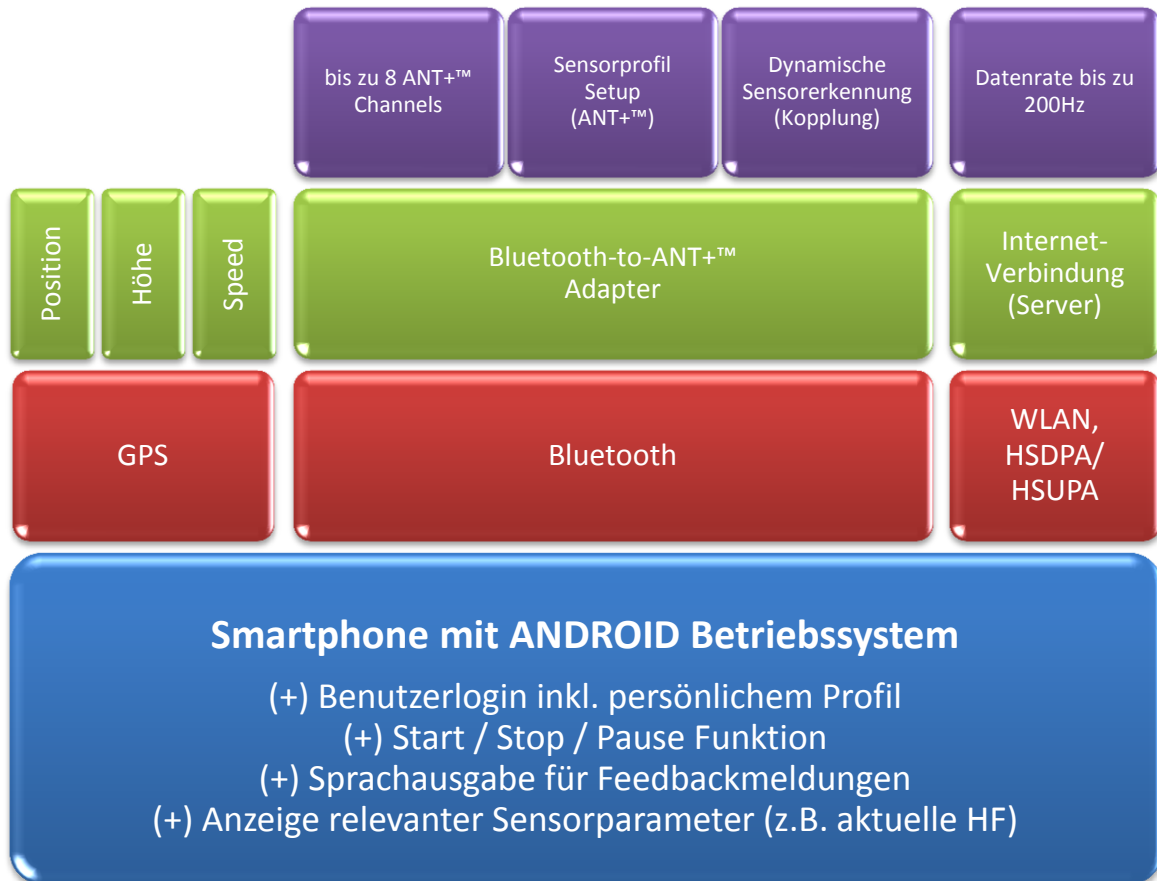 bis zu 8 ANT+™
Channels
Sensorprofil
Setup
(ANT+™)
Dynamische
Sensorerkennung
(Kopplung)
Datenrate bis zu
200Hz
Position
Höhe
Speed
Bluetooth-to-ANT+™
Adapter
Internet-
Verbindung
(Server)
GPS
Bluetooth
WLAN,
HSDPA/
HSUPA
Smartphone mit ANDROID Betriebssystem
(+) Benutzerlogin inkl. persönlichem Profil
(+) Start / Stop / Pause Funktion
(+) Sprachausgabe für Feedbackmeldungen
(+) Anzeige relevanter Sensorparameter (z.B. aktuelle HF)